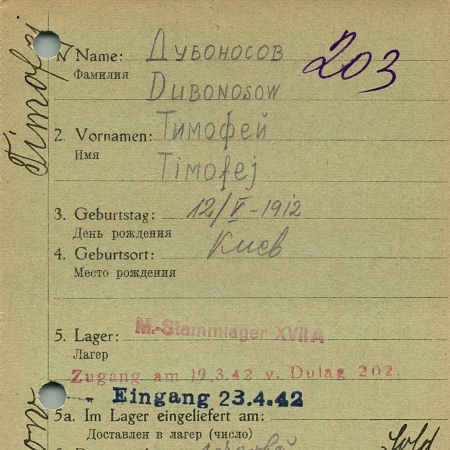 Timofej
203
Name: Дубоносов
Фамилия
Dubonosow
2. Vornamen: Тимофей
Имя
Timofej
3. Geburtstag: 12/V-1912
День рождения
4. Geburtsort: Киев
Место рождения
5. Lager: M.-Stammlager XVII A
Лагер
Zugang am 19.3.42 v. Dulag 202.
Eingang 23.4.42
5a. Im Lager eingeliefert am:
Доставлен в лагер (число)